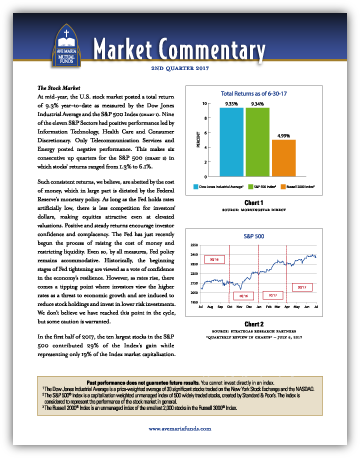 AVE MARIA
MUTUAL
FUNDS
Market Commentary
2ND QUARTER 2017
The Stock Market
At mid-year, the U.S. stock market posted a total return
of 9.3% year-to-date as measured by the Dow Jones
Industrial Average and the S&P 500 Index (CHART 1). Nine
of the eleven S&P Sectors had positive performance led by
Information Technology, Health Care and Consumer
Discretionary. Only Telecommunication Services and
Energy posted negative performance. This makes six
consecutive up quarters for the S&P 500 (CHART 2) in
which stocks' returns ranged from 1.3% to 6.1%.
Such consistent returns, we believe, are abetted by the cost
of money, which in large part is dictated by the Federal
Reserve's monetary policy. As long as the Fed holds rates
artificially low, there is less competition for investors'
dollars, making equities attractive even at elevated
valuations. Positive and steady returns encourage investor
confidence and complacency. The Fed has just recently
begun the process of raising the cost of money and
restricting liquidity. Even so, by all measures, Fed policy
remains accommodative. Historically, the beginning
stages of Fed tightening are viewed as a vote of confidence
in the economy's resilience. However, as rates rise, there
comes a tipping point where investors view the higher
rates as a threat to economic growth and are induced to
reduce stock holdings and invest in lower risk investments.
We don't believe we have reached this point in the cycle,
but some caution is warranted.
In the first half of 2017, the ten largest stocks in the S&P
500 contributed 29% of the Index's gain while
representing only 19% of the Index market capitalization.
Total Returns as of 6-30-17
PERCENT
10
8
6
4
2
0
9.35%
9.34%
4.99%
Dow Jones Industrial Average¹
S&P 500 Index²
Russell 2000 Index³
Chart 1
SOURCE: MORNINGSTAR DIRECT
S&P 500
Jul Aug Sep Oct Nov Dec Jan Feb Mar Apr May Jun Jul
Chart 2
SOURCE: STRATEGAS RESEARCH PARTNERS
"QUARTERLY REVIEW IN CHARTS" – JULY 6, 2017
Past performance does not guarantee future results. You cannot invest directly in an index.
¹ The Dow Jones Industrial Average is a price-weighted average of 30 significant stocks traded on the New York Stock Exchange and the NASDAQ.
² The S&P 500® Index is a capitalization weighted unmanaged index of 500 widely traded stocks, created by Standard & Poor's. The index is
considered to represent the performance of the stock market in general.
³ The Russell 2000® Index is an unmanaged index of the smallest 2,000 stocks in the Russell 3000® Index.
www.avemariafunds.com